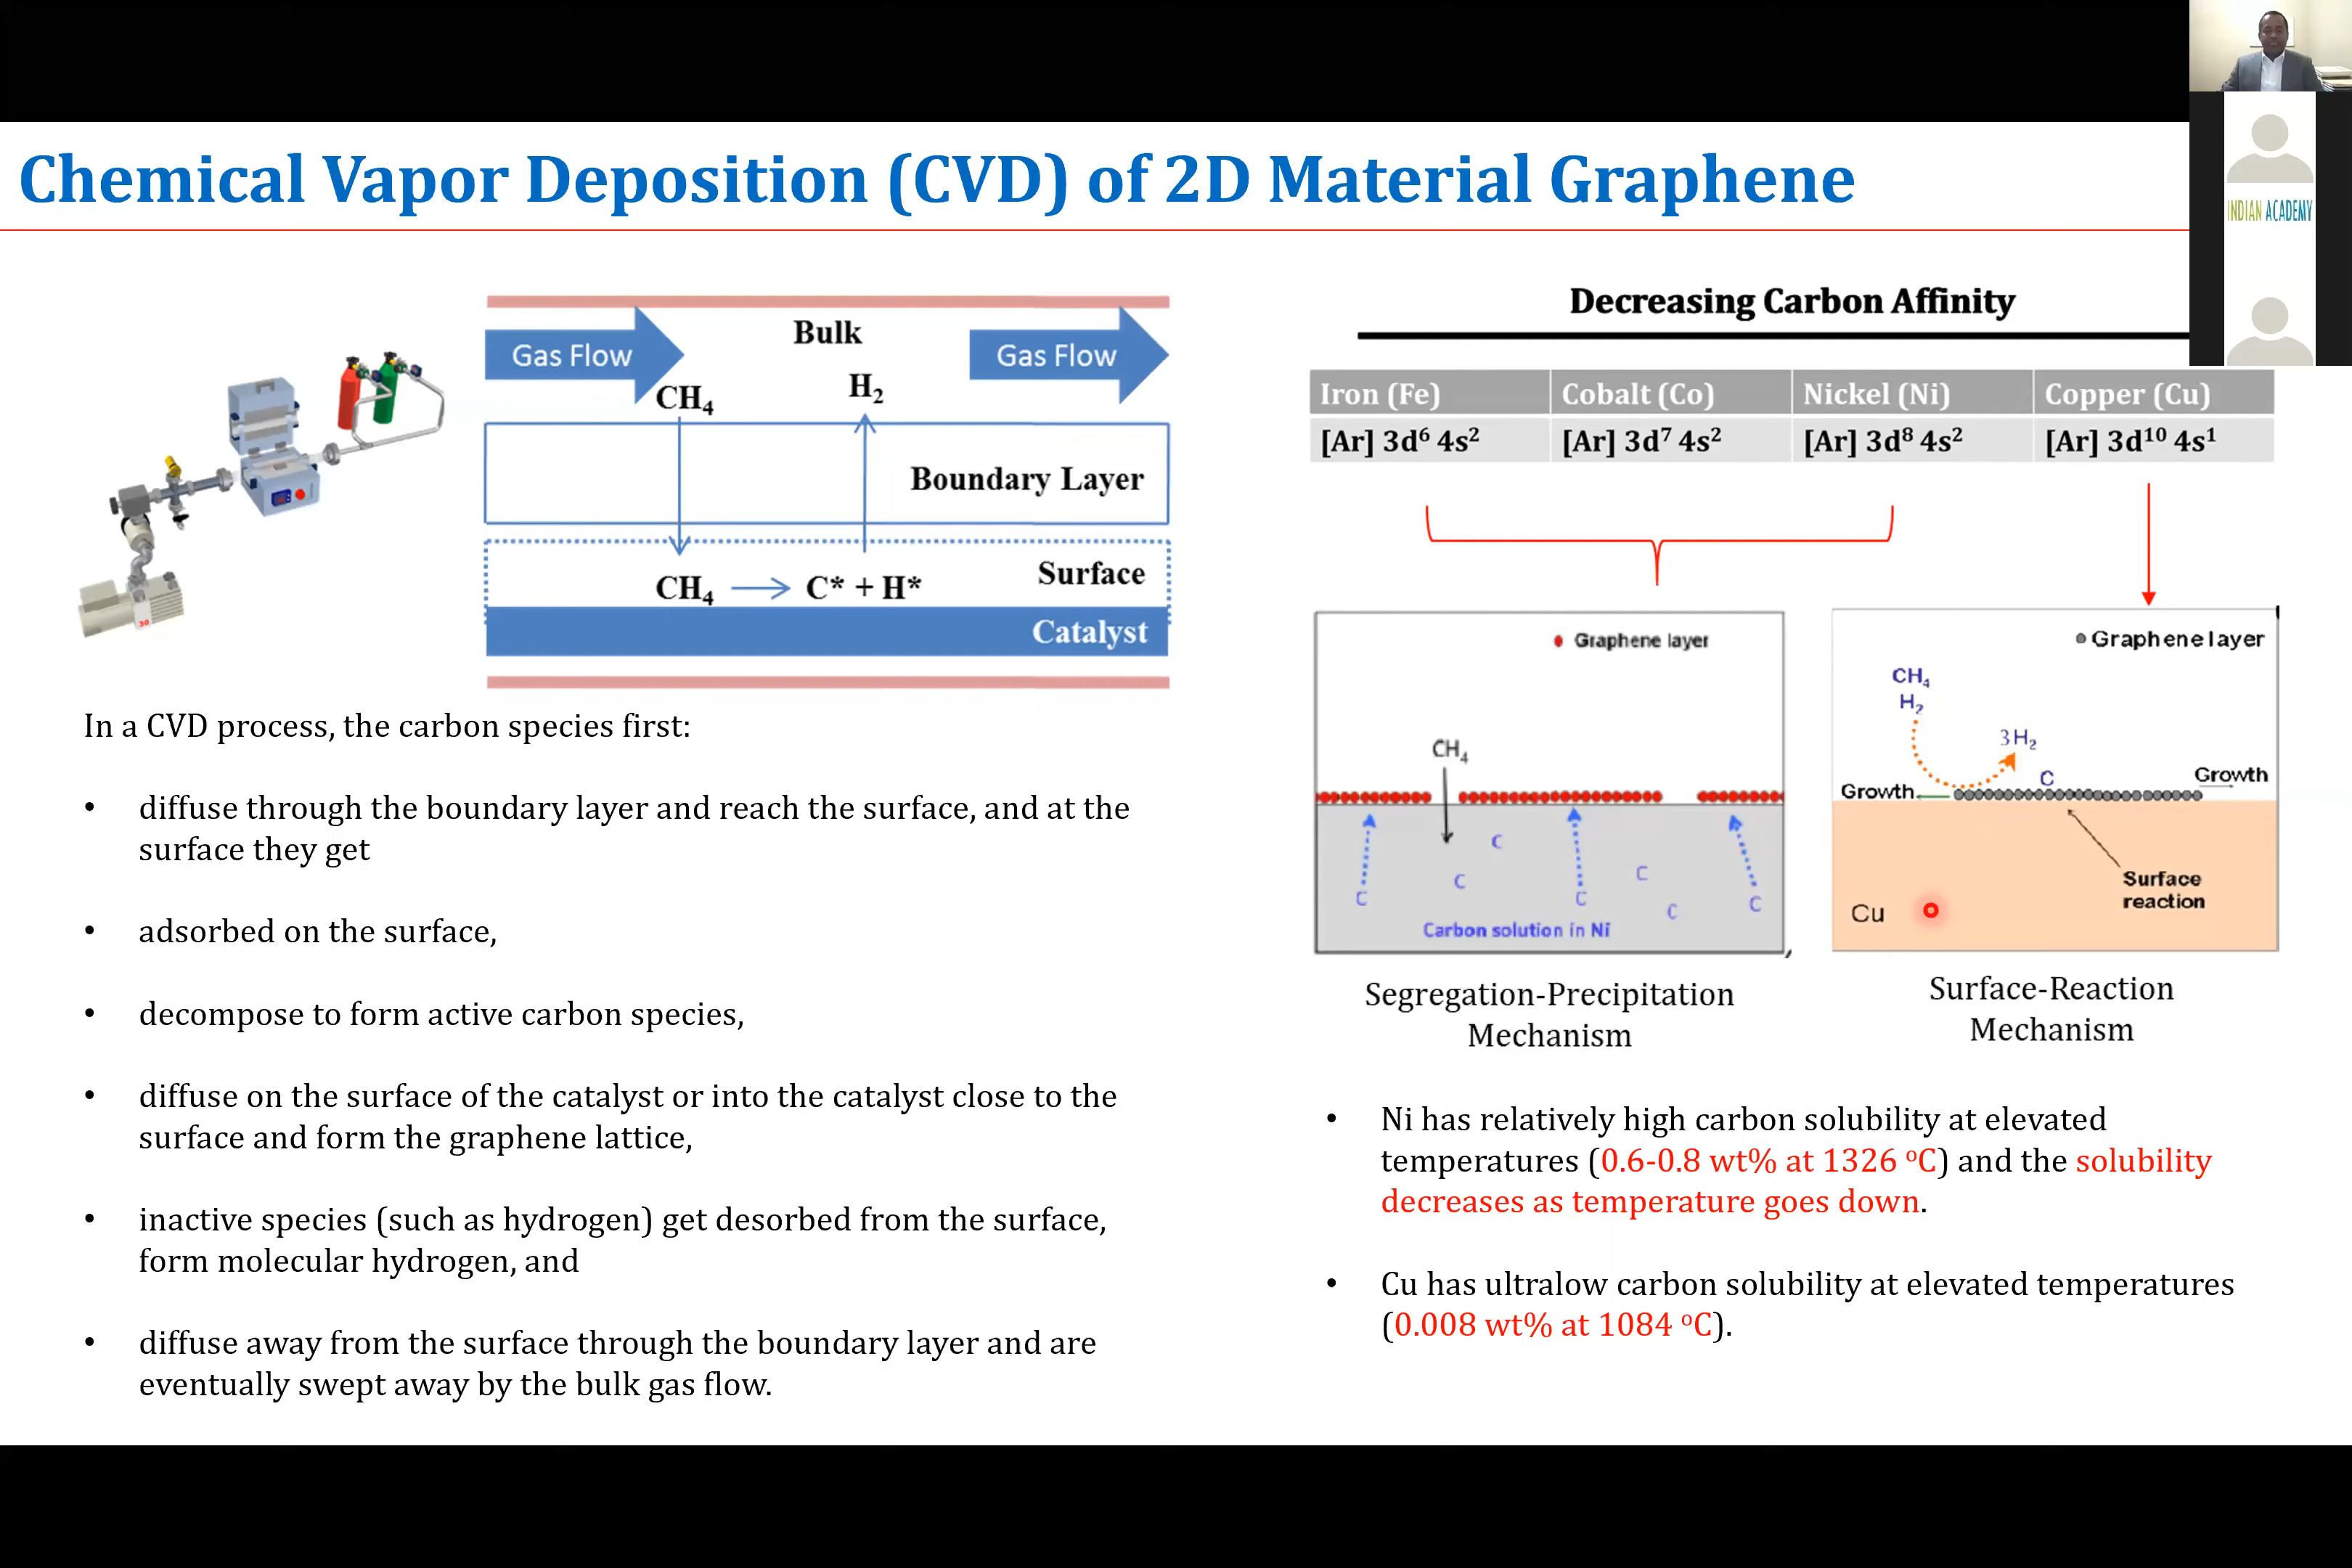 Chemical Vapor Deposition (CVD) of 2D Material Graphene
INDIAN ACADEMY
Gas Flow
Bulk
Gas Flow
CH₄
H₂
Boundary Layer
Surface
CH₄ → C* + H*
Catalyst
In a CVD process, the carbon species first:
• diffuse through the boundary layer and reach the surface, and at the
surface they get
• adsorbed on the surface,
• decompose to form active carbon species,
• diffuse on the surface of the catalyst or into the catalyst close to the
surface and form the graphene lattice,
• inactive species (such as hydrogen) get desorbed from the surface,
form molecular hydrogen, and
• diffuse away from the surface through the boundary layer and are
eventually swept away by the bulk gas flow.
Decreasing Carbon Affinity
Iron (Fe) Cobalt (Co) Nickel (Ni) Copper (Cu)
[Ar] 3d⁶ 4s² [Ar] 3d⁷ 4s² [Ar] 3d⁸ 4s² [Ar] 3d¹⁰ 4s¹
Graphene layer
CH₄
C
C
C
C
C
C
C
Carbon solution in Ni
Segregation-Precipitation
Mechanism
Graphene layer
CH₄
H₂
3H₂
C
Growth
Growth
Surface
reaction
Cu
Surface-Reaction
Mechanism
• Ni has relatively high carbon solubility at elevated
temperatures (0.6-0.8 wt% at 1326 ᵒC) and the solubility
decreases as temperature goes down.
• Cu has ultralow carbon solubility at elevated temperatures
(0.008 wt% at 1084 ᵒC).